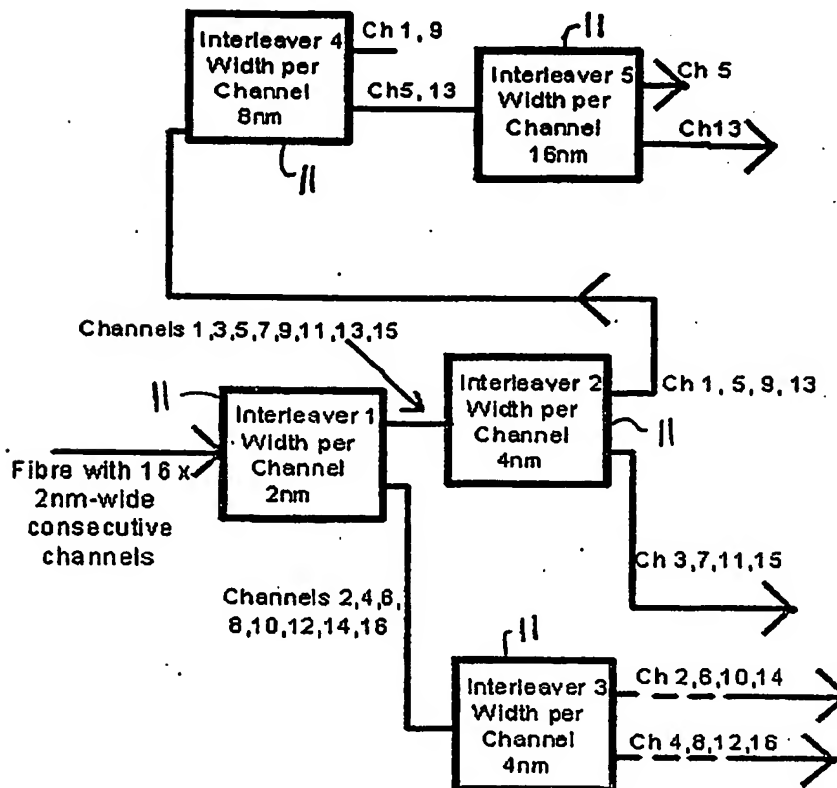 Interleaver 4
Width per
Channel
8nm
11
Ch 1, 9
Ch5, 13
11
Interleaver 5
Width per
Channel
16nm
Ch 5
Ch13
Channels 1,3,5,7,9,11,13,15
11
Interleaver 1
Width per
Channel
2nm
Fibre with 16 x
2nm-wide
consecutive
channels
Interleaver 2
Width per
Channel
4nm
11
Ch 1, 5, 9, 13
Ch 3,7,11,15
Channels 2,4,6,
8,10,12,14,16
11
Interleaver 3
Width per
Channel
4nm
Ch 2,6,10,14
Ch 4,8,12,16